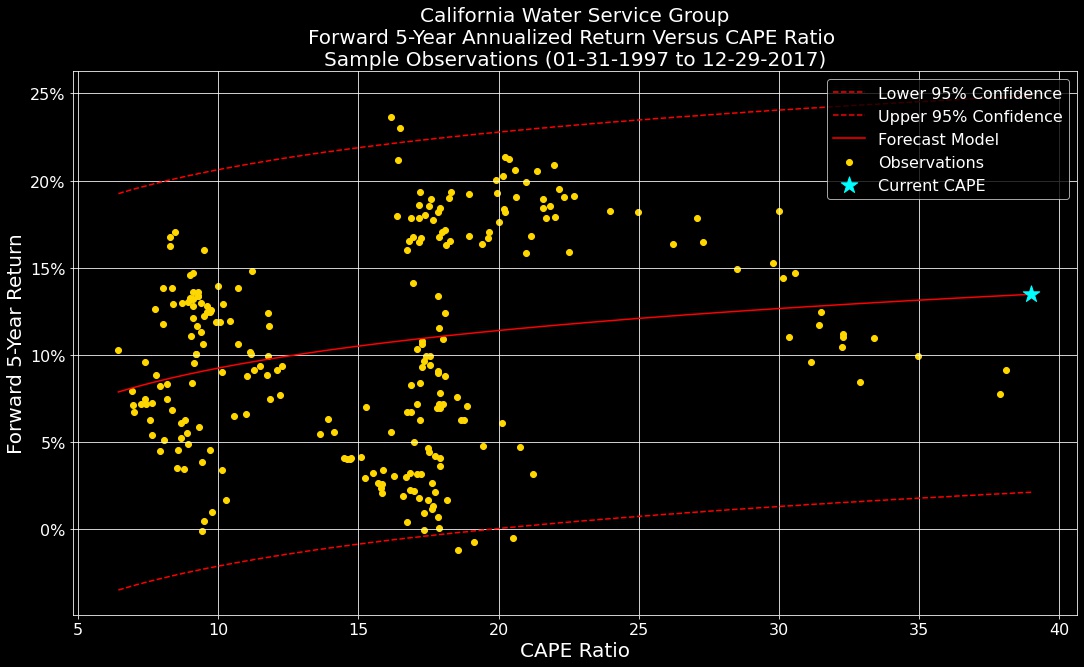 California Water Service Group
Forward 5-Year Annualized Return Versus CAPE Ratio
Sample Observations (01-31-1997 to 12-29-2017)
Lower 95% Confidence
Upper 95% Confidence
Forecast Model
Observations
Current CAPE
25%
20%
15%
10%
5%
0%
Forward 5-Year Return
5
10
15
20
25
30
35
40
CAPE Ratio